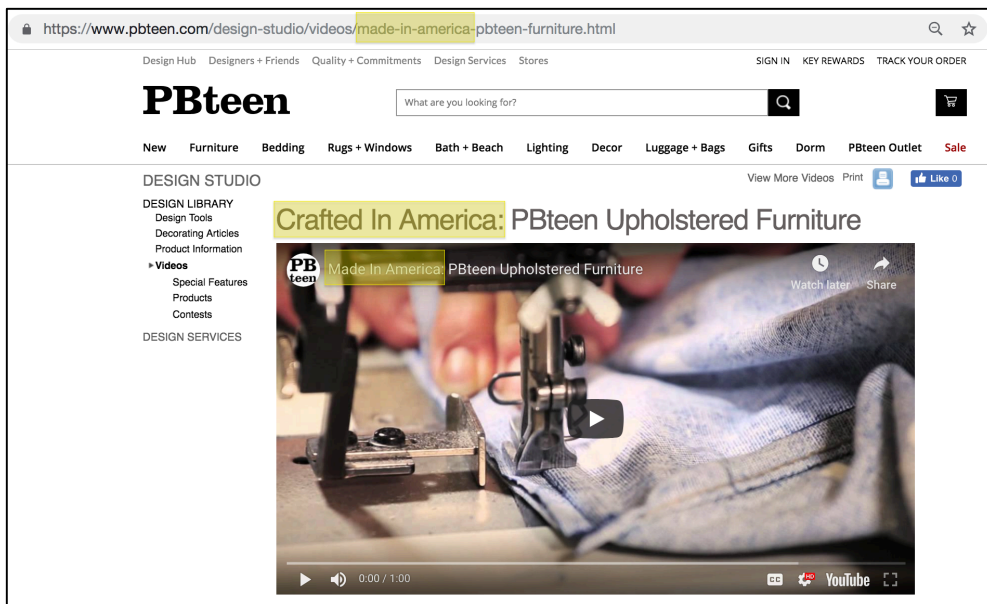 https://www.pbteen.com/design-studio/videos/made-in-america-pbteen-furniture.html
Design Hub Designers + Friends Quality + Commitments Design Services Stores SIGN IN KEY REWARDS TRACK YOUR ORDER
PBteen What are you looking for?
New Furniture Bedding Rugs + Windows Bath + Beach Lighting Decor Luggage + Bags Gifts Dorm PBteen Outlet Sale
DESIGN STUDIO View More Videos Print Like 0
DESIGN LIBRARY
Design Tools
Decorating Articles
Product Information
Videos
Special Features
Products
Contests
DESIGN SERVICES
Crafted In America: PBteen Upholstered Furniture
PB teen Made In America: PBteen Upholstered Furniture
Watch later Share
0:00 / 1:00 CC HD YouTube